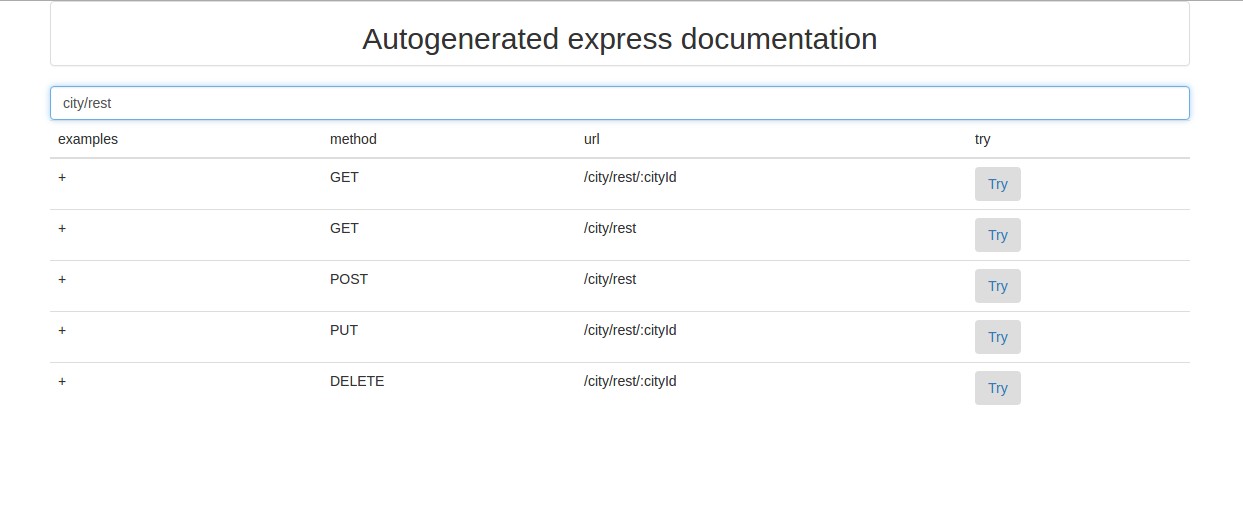 Autogenerated express documentation
city/rest
examples method url try
+ GET /city/rest/:cityId Try
+ GET /city/rest Try
+ POST /city/rest Try
+ PUT /city/rest/:cityId Try
+ DELETE /city/rest/:cityId Try